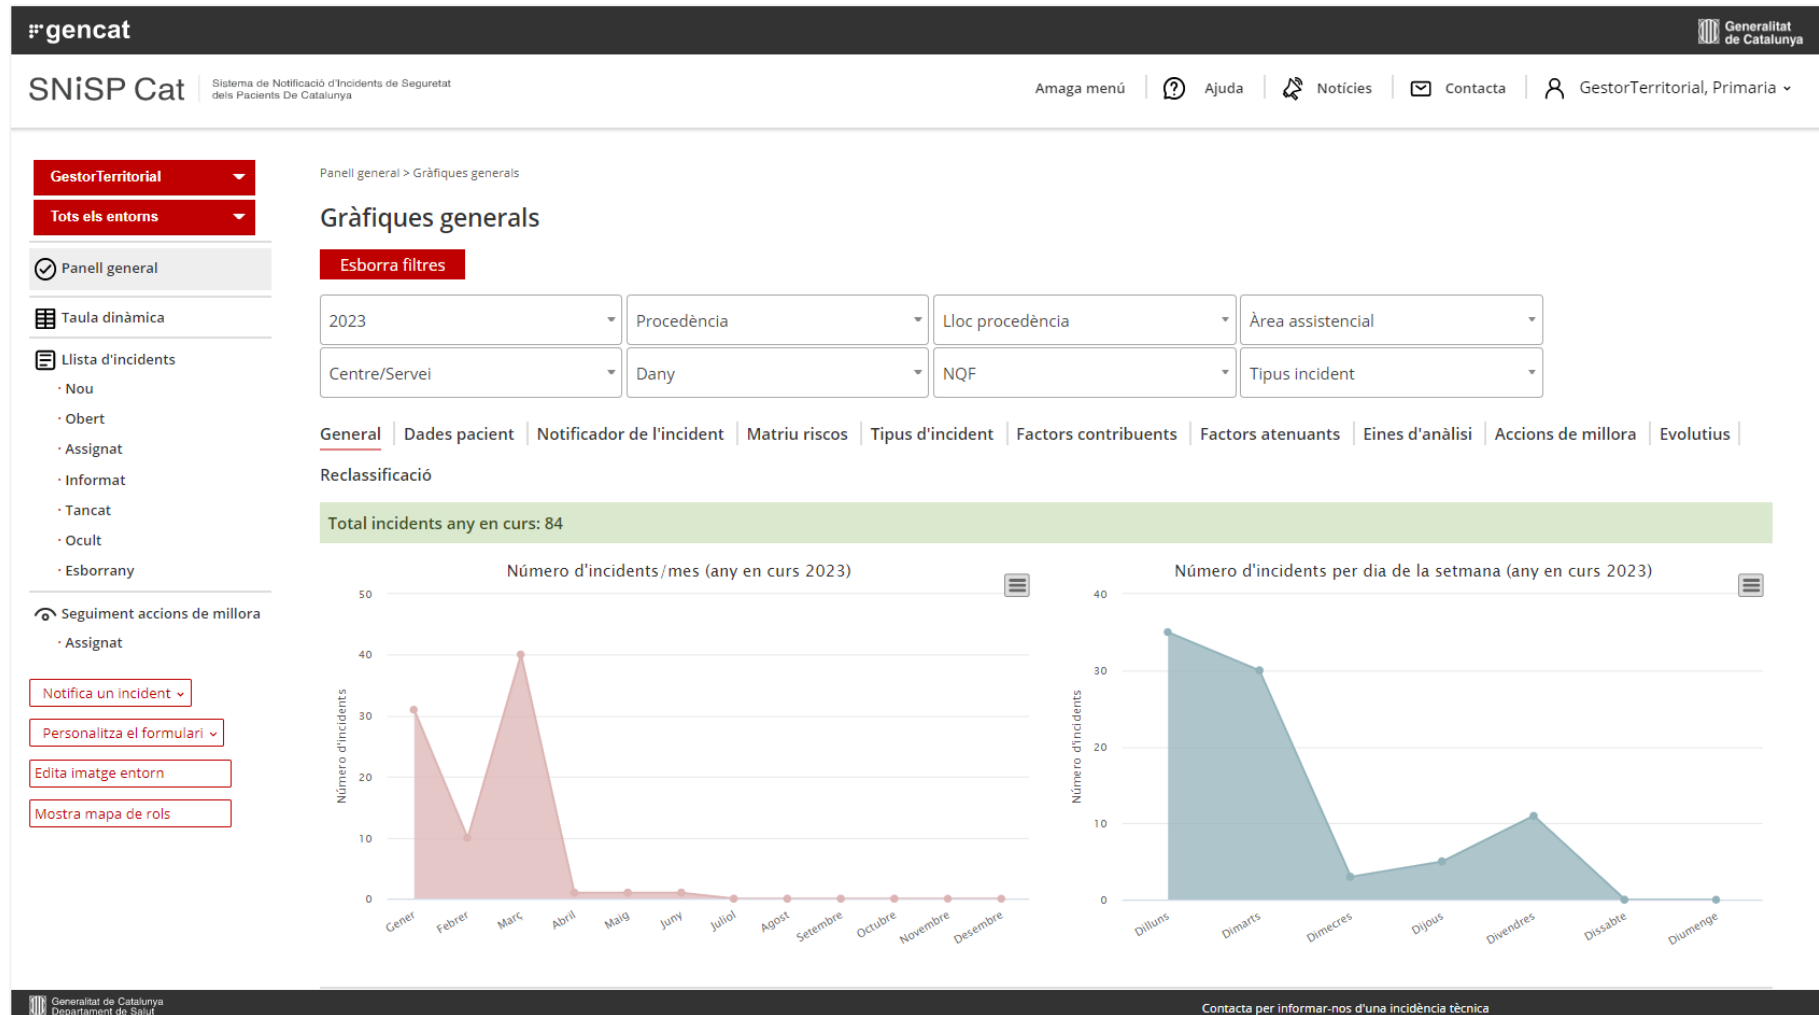 gencat
Generalitat
de Catalunya
SNiSP Cat
Sistema de Notificació d'Incidents de Seguretat
dels Pacients De Catalunya
Amaga menú
Ajuda
Notícies
Contacta
GestorTerritorial, Primaria
GestorTerritorial
Tots els entorns
Panell general
Taula dinàmica
Llista d'incidents
· Nou
· Obert
· Assignat
· Informat
· Tancat
· Ocult
· Esborrany
Seguiment accions de millora
· Assignat
Notifica un incident
Personalitza el formulari
Edita imatge entorn
Mostra mapa de rols
Panell general > Gràfiques generals
Gràfiques generals
Esborra filtres
2023
Procedència
Lloc procedència
Àrea assistencial
Centre/Servei
Dany
NQF
Tipus incident
General
Dades pacient
Notificador de l'incident
Matriu riscos
Tipus d'incident
Factors contribuents
Factors atenuants
Eines d'anàlisi
Accions de millora
Evolutius
Reclassificació
Total incidents any en curs: 84
Número d'incidents/mes (any en curs 2023)
Número d'incidents
50
40
30
20
10
0
Gener
Febrer
Març
Abril
Maig
Juny
Juliol
Agost
Setembre
Octubre
Novembre
Desembre
Número d'incidents per dia de la setmana (any en curs 2023)
Número d'incidents
40
30
20
10
0
Dilluns
Dimarts
Dimecres
Dijous
Divendres
Dissabte
Diumenge
Generalitat de Catalunya
Departament de Salut
Contacta per informar-nos d'una incidència tècnica